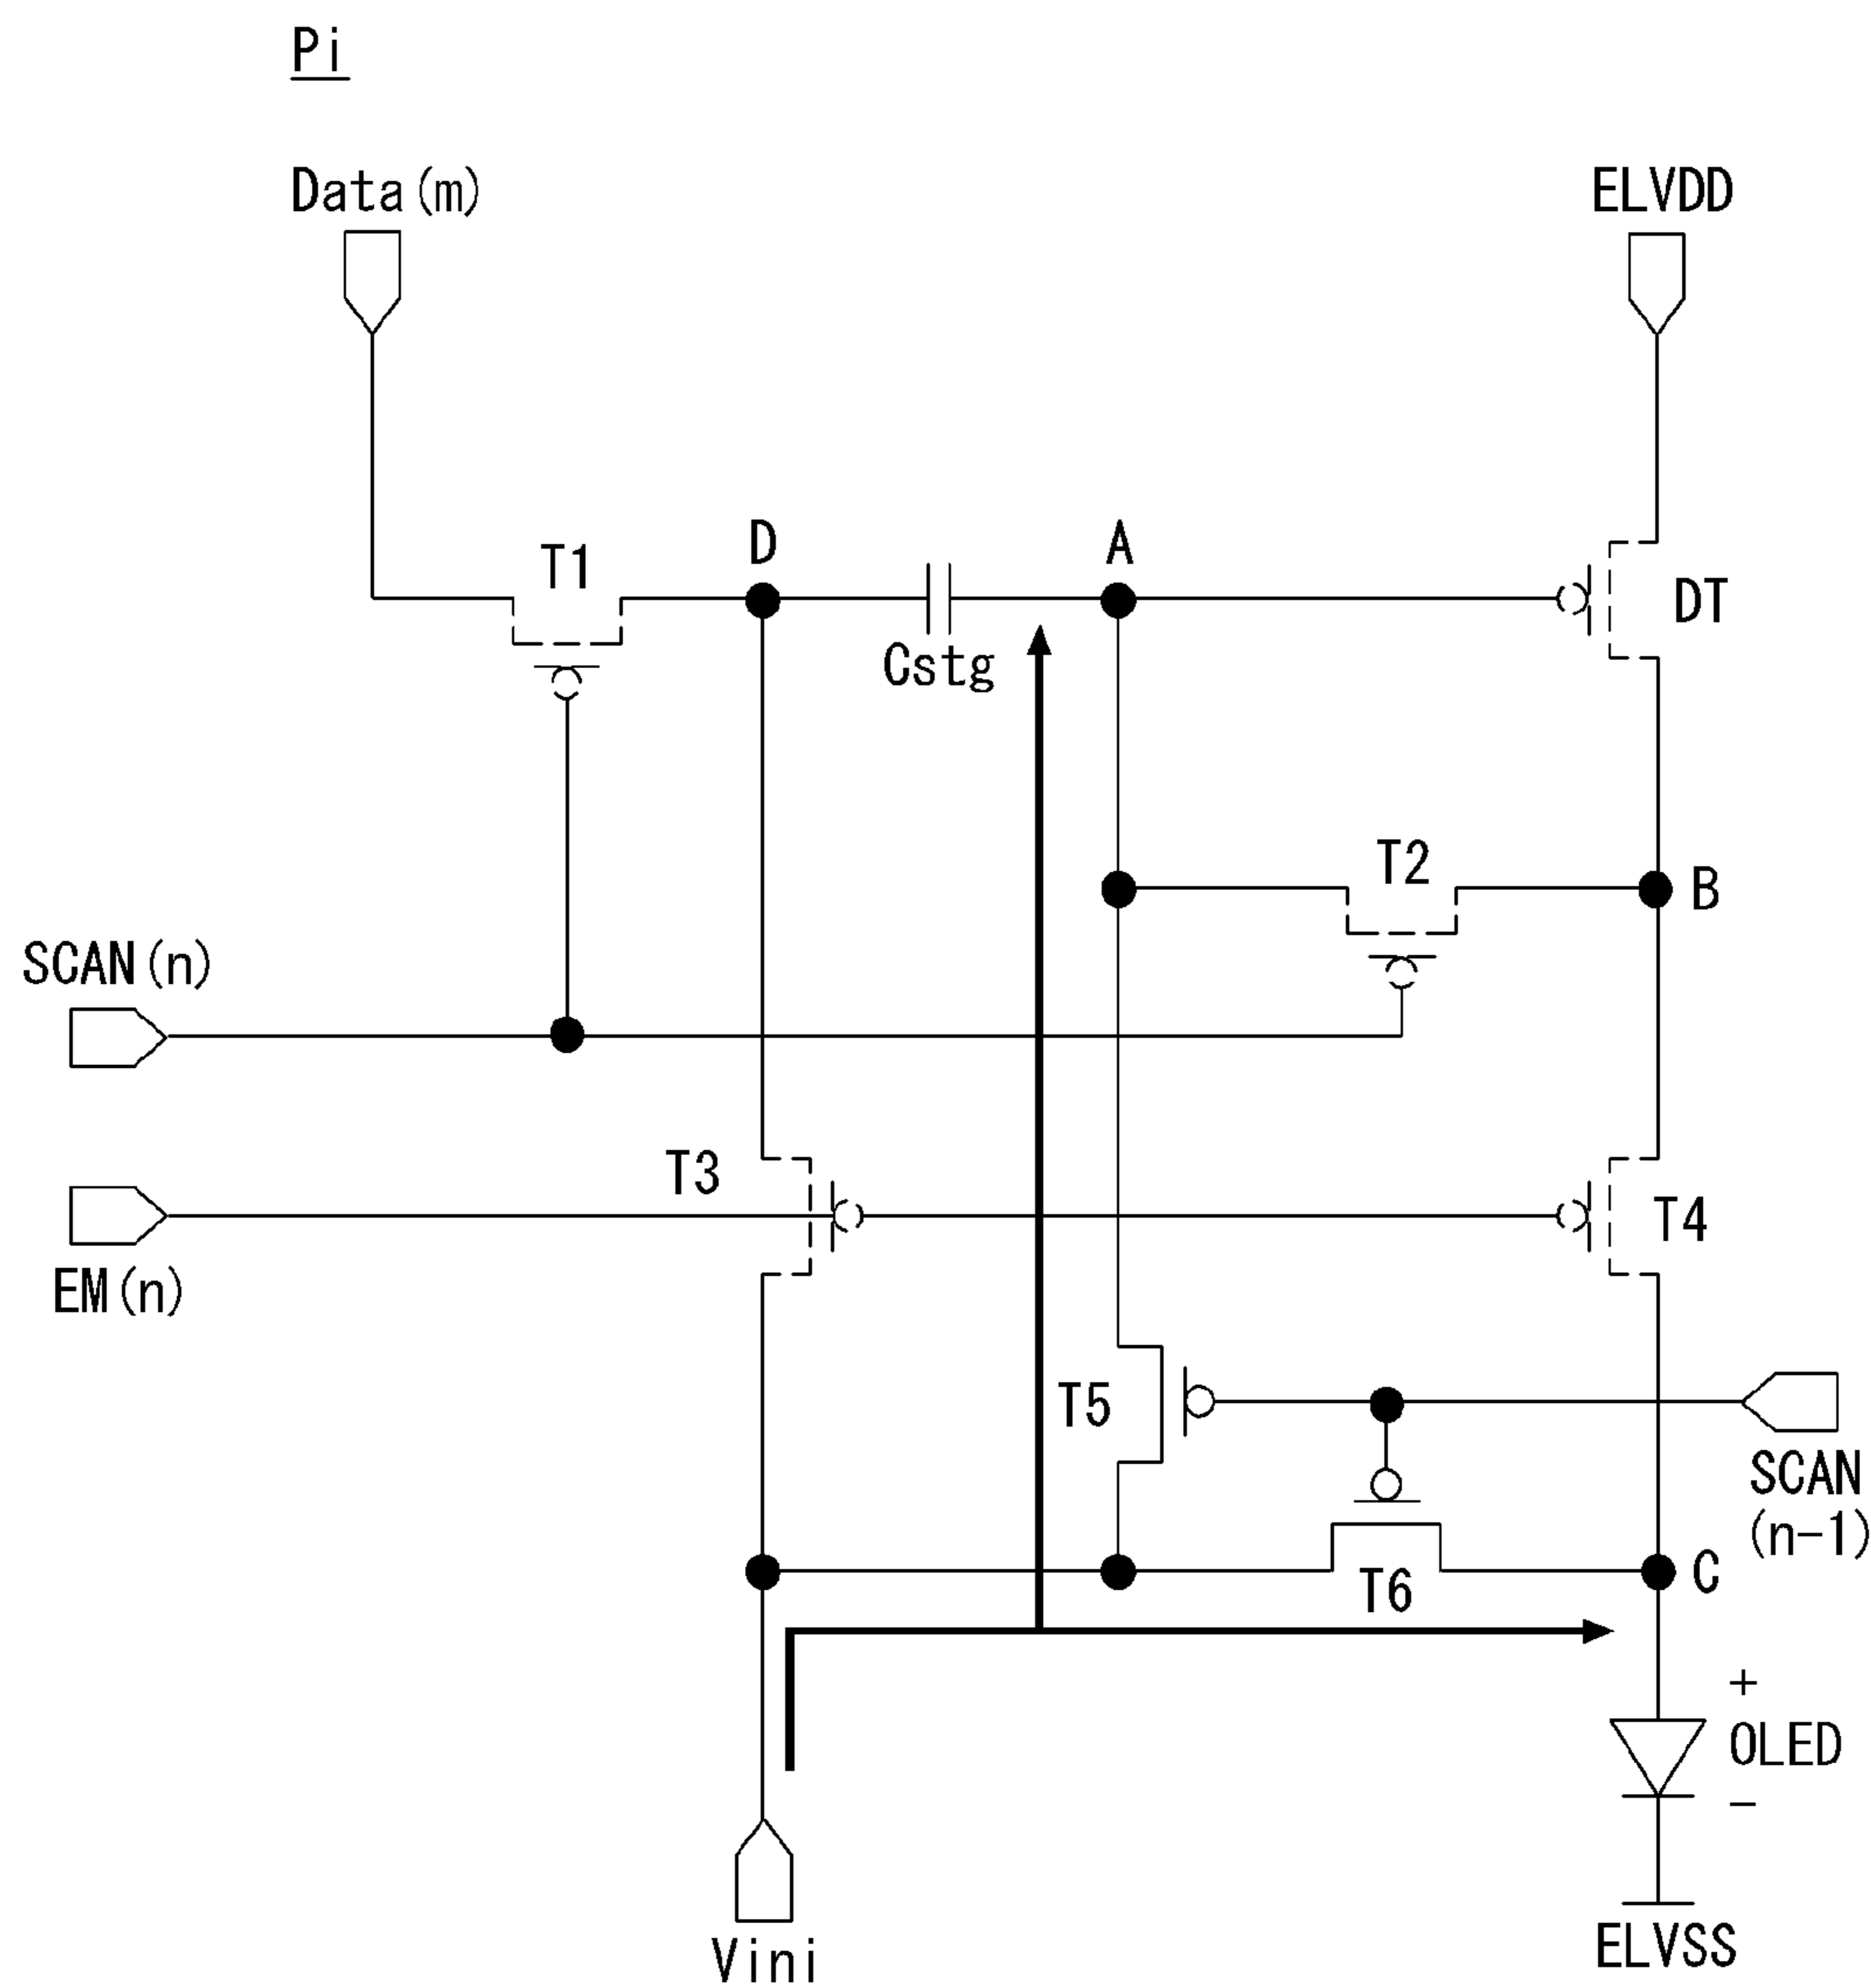 Pi
Data(m)
ELVDD
T1
D
A
Cstg
DT
T2
B
SCAN(n)
T3
T4
EM(n)
T5
SCAN
(n-1)
T6
C
+
OLED
-
Vini
ELVSS